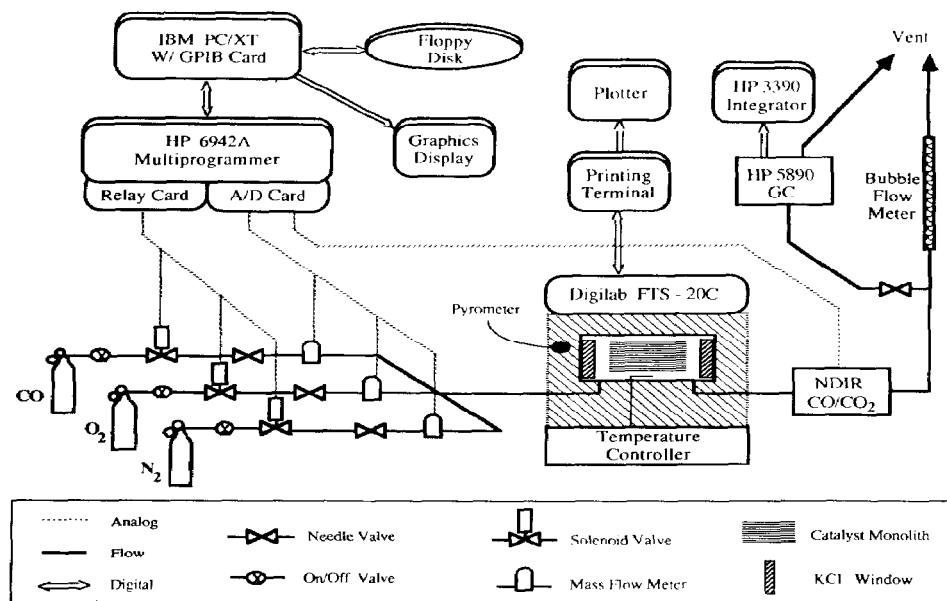 IBM PC/XT
W/ GPIB Card
Floppy
Disk
Vent
Plotter
HP 3390
Integrator
HP 6942A
Multiprogrammer
Graphics
Display
Relay Card
A/D Card
Printing
Terminal
HP 5890
GC
Bubble
Flow
Meter
Digilab FTS - 20C
Pyrometer
CO
O2
N2
NDIR
CO/CO2
Temperature
Controller
Analog
Flow
Digital
Needle Valve
On/Off Valve
Solenoid Valve
Mass Flow Meter
Catalyst Monolith
KCl Window